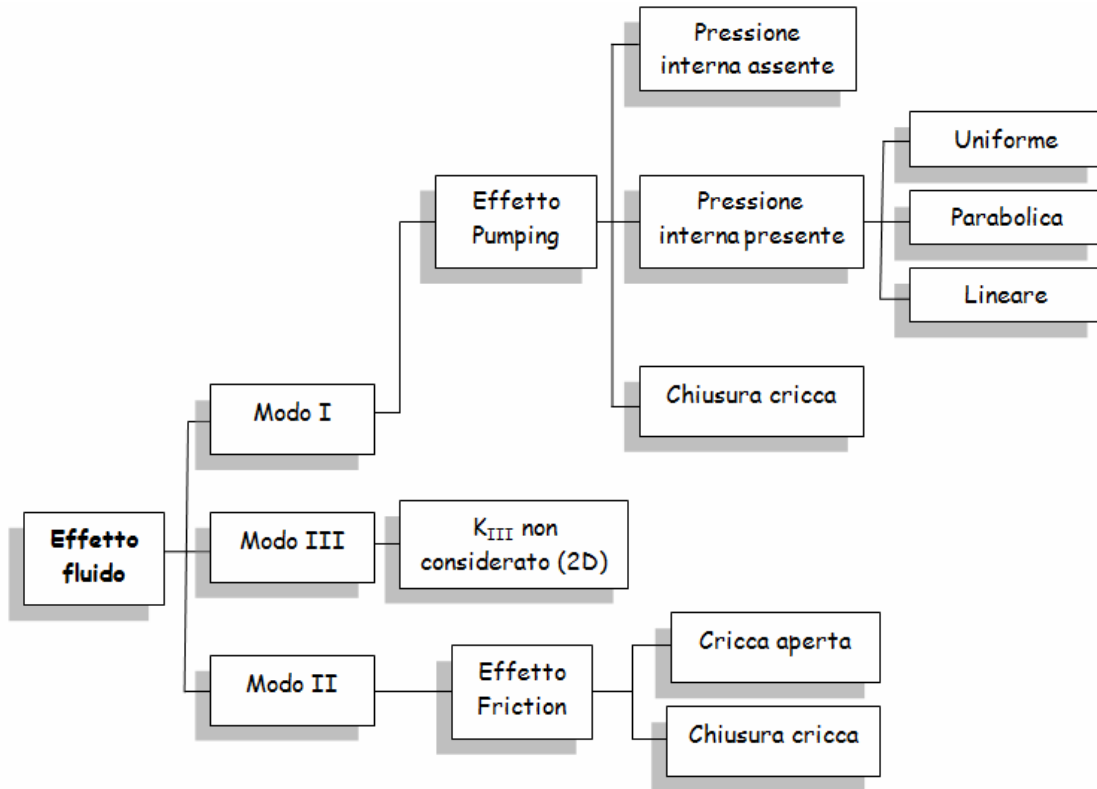 Pressione
interna assente
Uniforme
Effetto
Pumping
Pressione
interna presente
Parabolica
Lineare
Modo I
Chiusura cricca
Effetto
fluido
Modo III
K_III non
considerato (2D)
Cricca aperta
Modo II
Effetto
Friction
Chiusura cricca